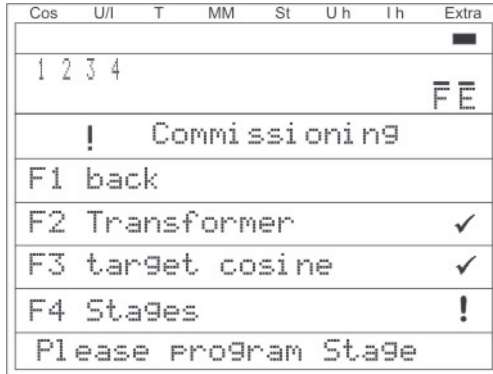 Cos U/I T MM St U h I h Extra
1 2 3 4
F E
! Commissioning
F1 back
F2 Transformer ✓
F3 target cosine ✓
F4 Stages !
Please program Stage